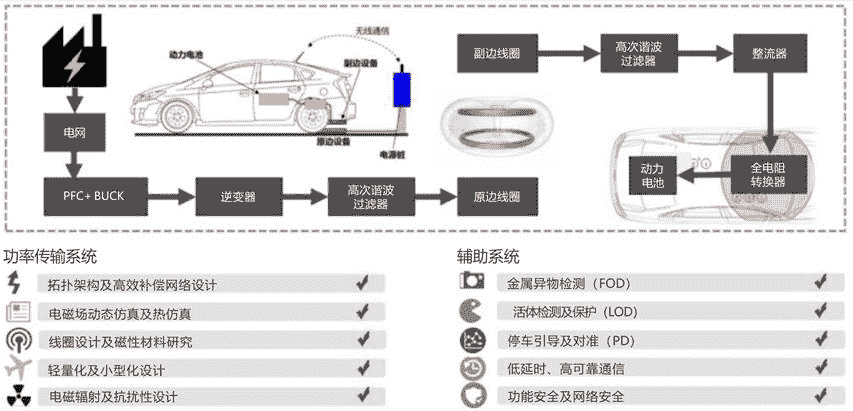 无线通信
动力电池
副边设备
原边设备
电源桩
电网
PFC+ BUCK
逆变器
高次谐波
过滤器
原边线圈
副边线圈
高次谐波
过滤器
整流器
全电阻
转换器
动力
电池
功率传输系统
拓扑架构及高效补偿网络设计
电磁场动态仿真及热仿真
线圈设计及磁性材料研究
轻量化及小型化设计
电磁辐射及抗扰性设计
辅助系统
金属异物检测（FOD）
活体检测及保护（LOD）
停车引导及对准（PD）
低延时、高可靠通信
功能安全及网络安全